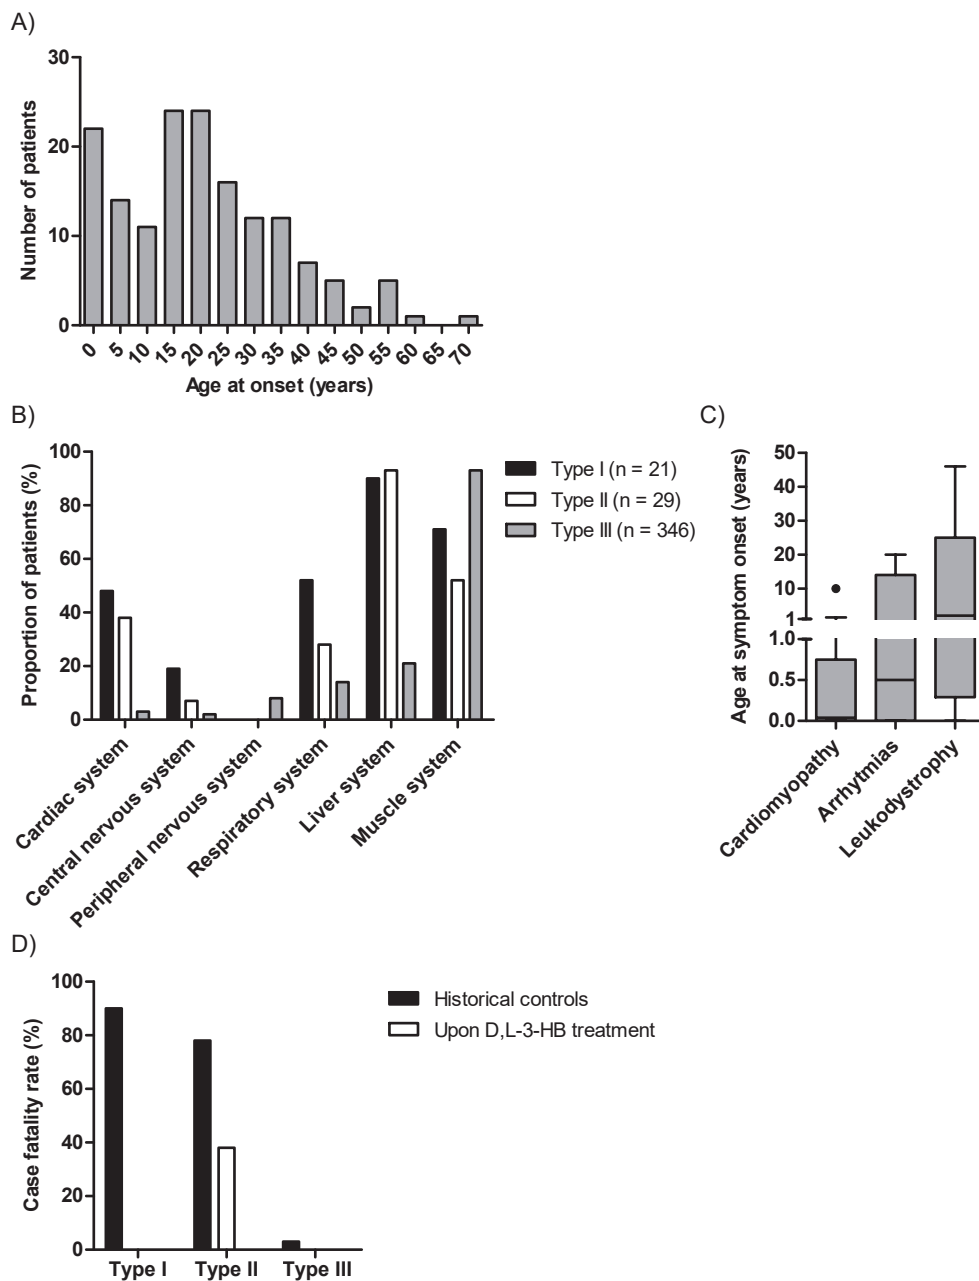 A)
30
20
10
0
Number of patients
0 5 10 15 20 25 30 35 40 45 50 55 60 65 70
Age at onset (years)
B)
100
80
60
40
20
0
Proportion of patients (%)
Type I (n = 21)
Type II (n = 29)
Type III (n = 346)
Cardiac system
Central nervous system
Peripheral nervous system
Respiratory system
Liver system
Muscle system
C)
50
40
30
20
10
1
1.0
0.5
0.0
Age at symptom onset (years)
Cardiomyopathy
Arrhytmias
Leukodystrophy
D)
100
80
60
40
20
0
Case fatality rate (%)
Historical controls
Upon D,L-3-HB treatment
Type I Type II Type III